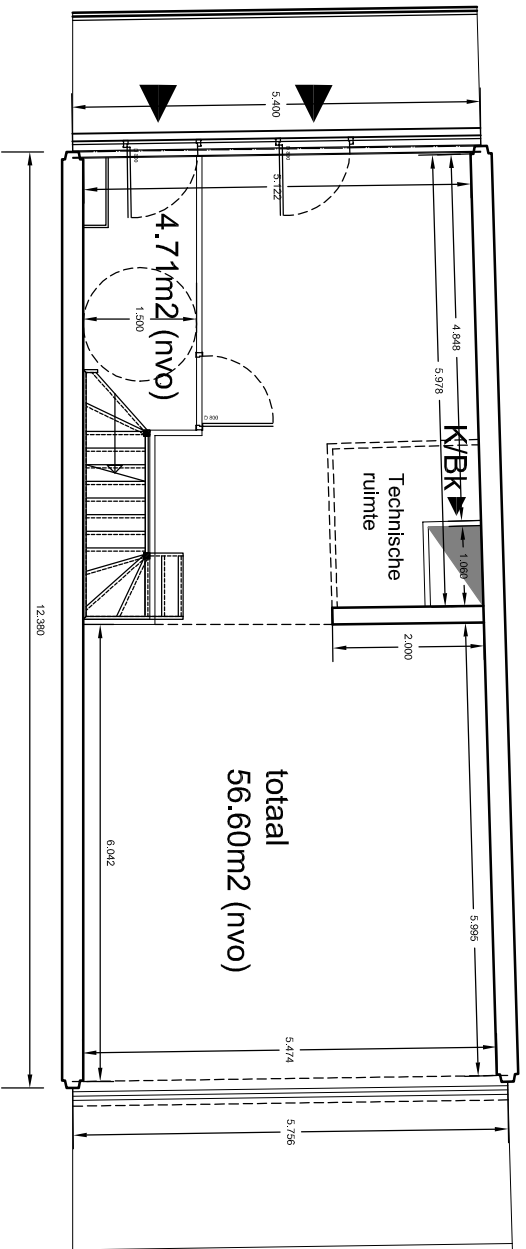 5.400
5.122
4.71m2 (nvo)
1.500
D 800
4.848
5.978
K/Bk
Technische
ruimte
1.060
2.000
12.380
totaal
56.60m2 (nvo)
6.042
5.995
5.474
5.756